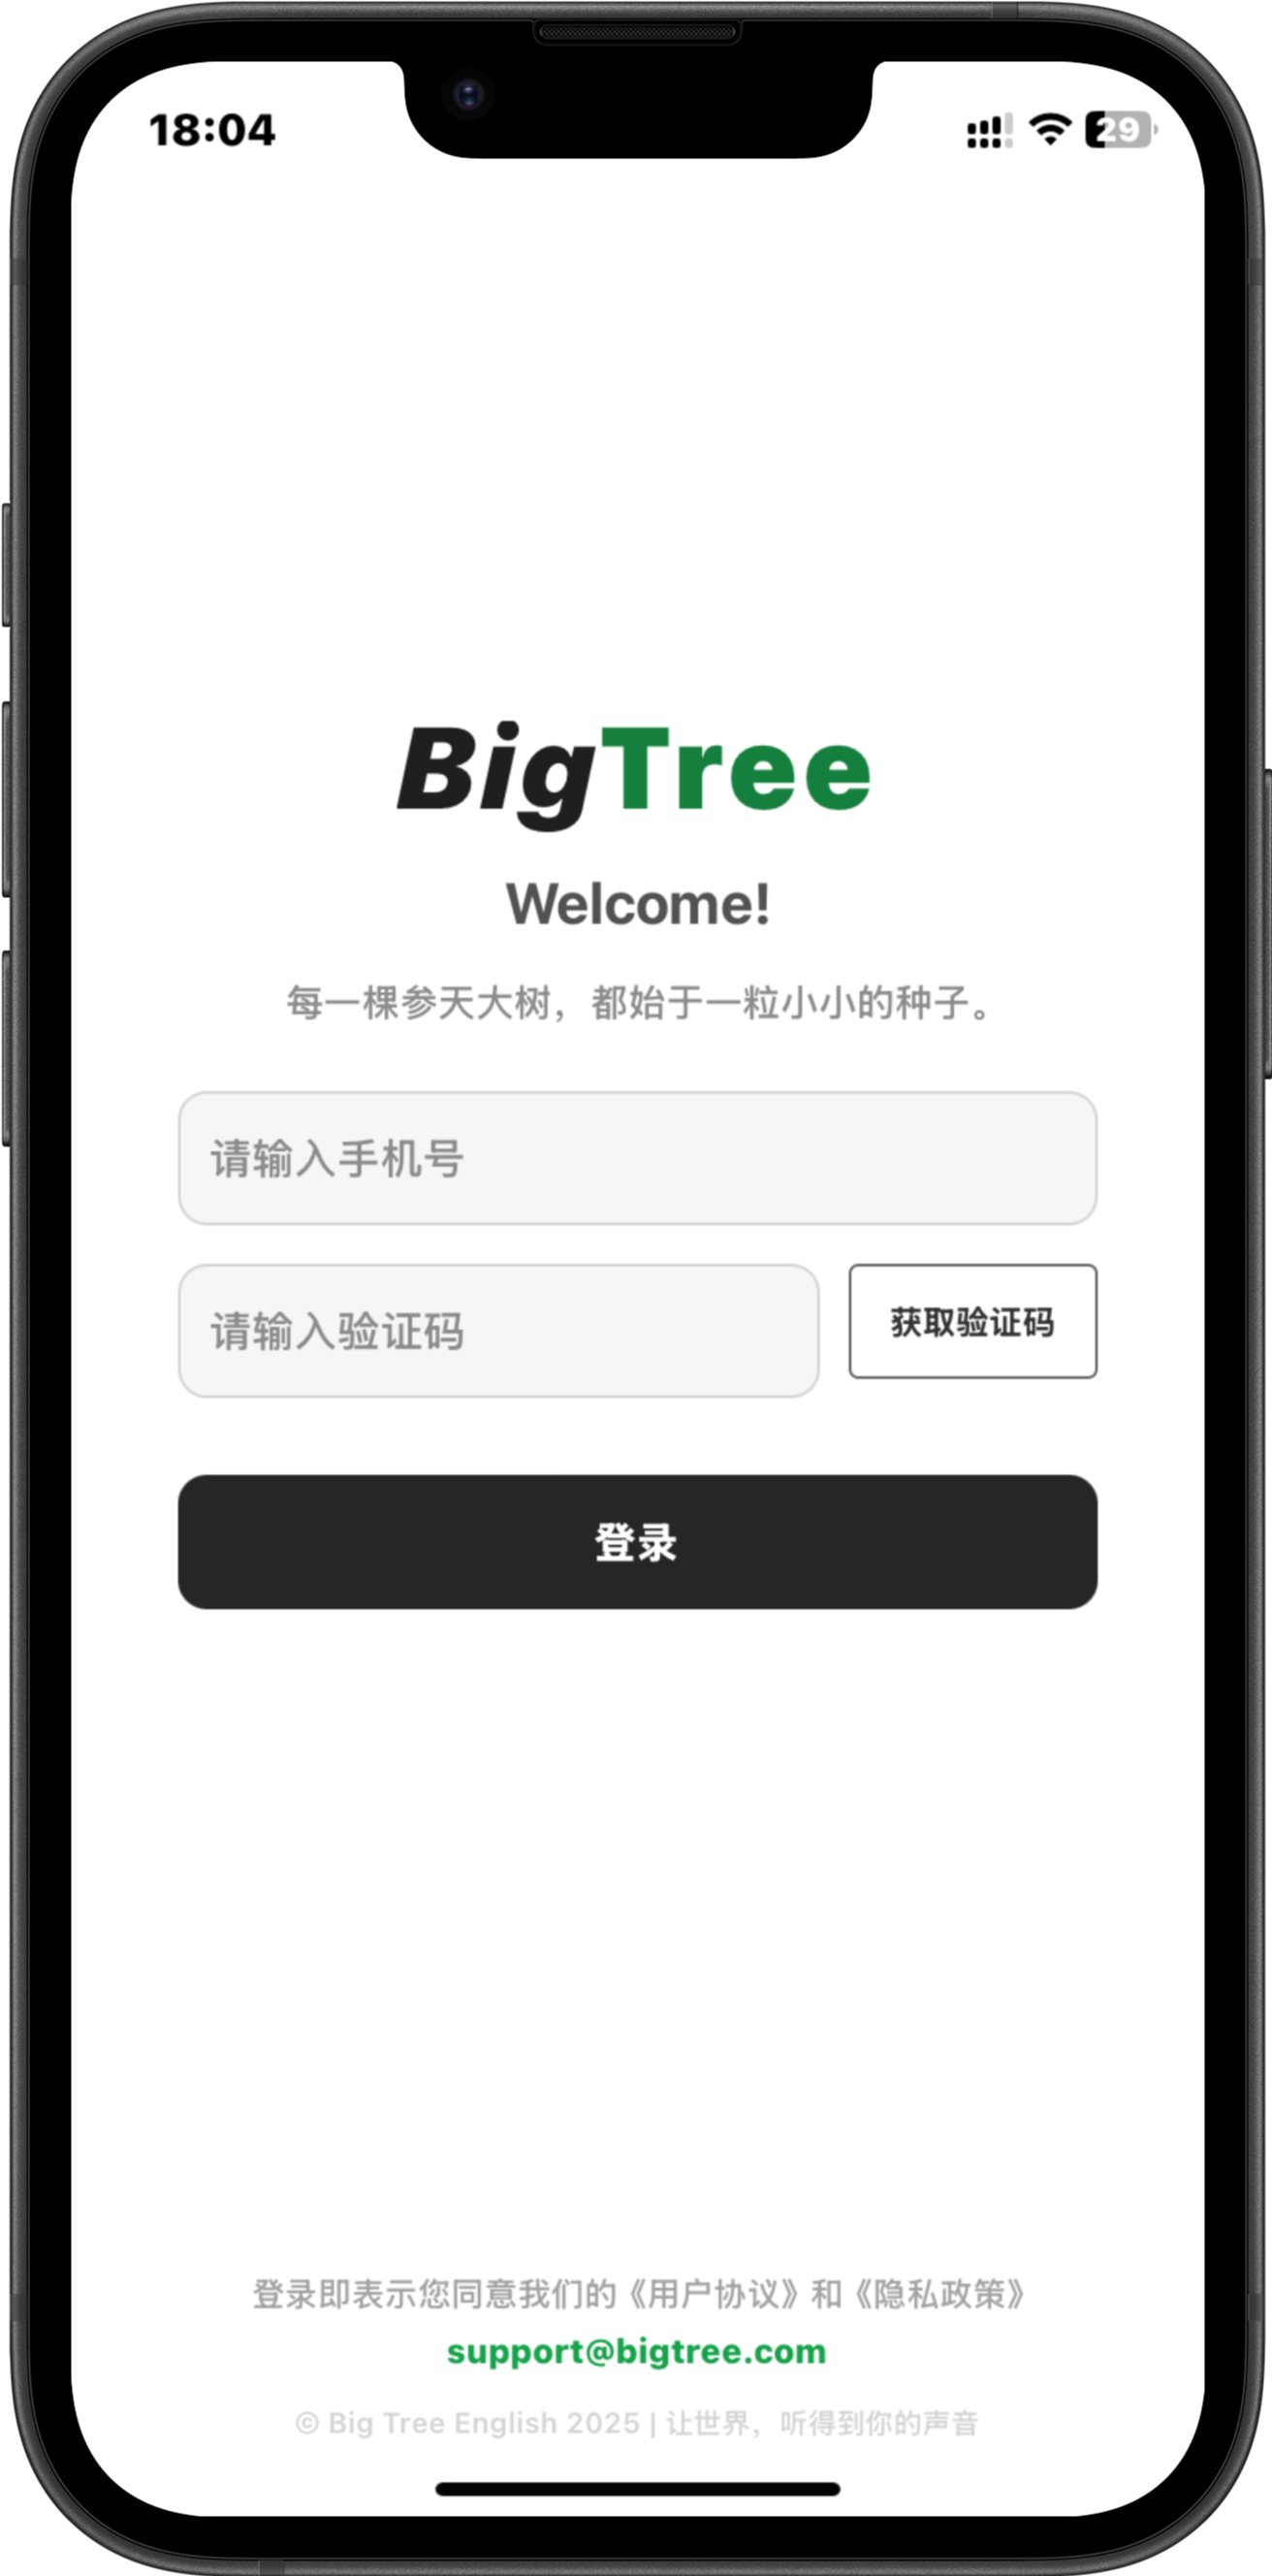 18:04
29
BigTree
Welcome!
每一棵参天大树，都始于一粒小小的种子。
请输入手机号
请输入验证码
获取验证码
登录
登录即表示您同意我们的《用户协议》和《隐私政策》
support@bigtree.com
© Big Tree English 2025 | 让世界，听得到你的声音